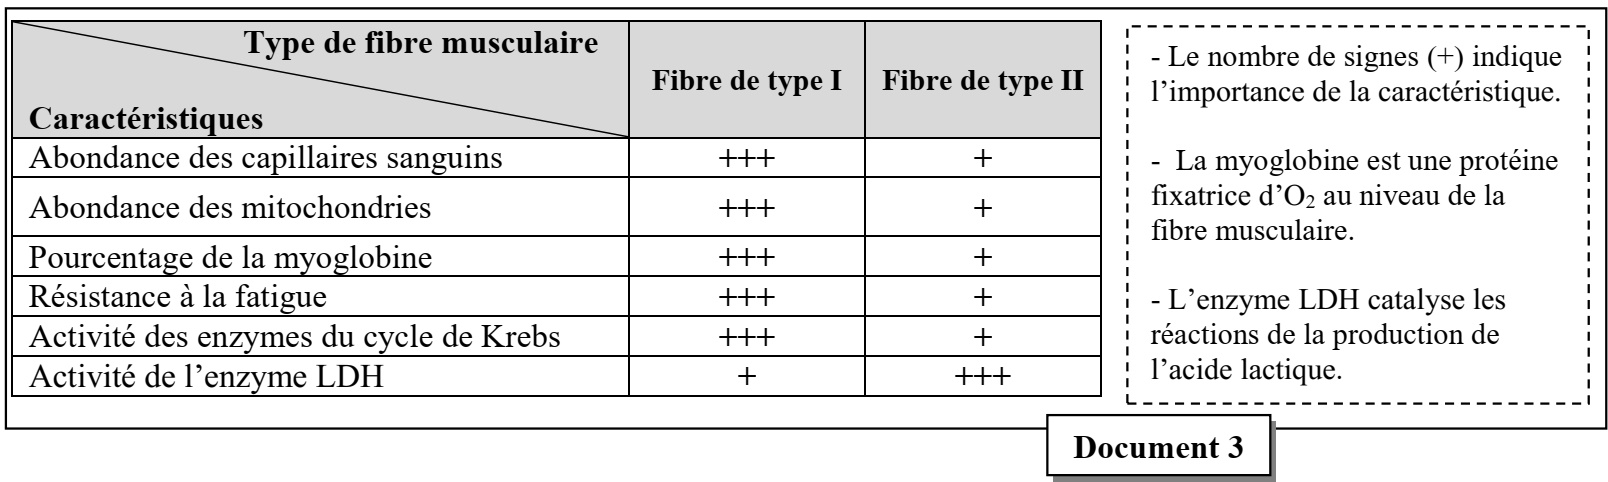 Type de fibre musculaire
Caractéristiques
Fibre de type I
Fibre de type II
Abondance des capillaires sanguins +++ +
Abondance des mitochondries +++ +
Pourcentage de la myoglobine +++ +
Résistance à la fatigue +++ +
Activité des enzymes du cycle de Krebs +++ +
Activité de l’enzyme LDH + +++
- Le nombre de signes (+) indique
l’importance de la caractéristique.
- La myoglobine est une protéine
fixatrice d’O₂ au niveau de la
fibre musculaire.
- L’enzyme LDH catalyse les
réactions de la production de
l’acide lactique.
Document 3